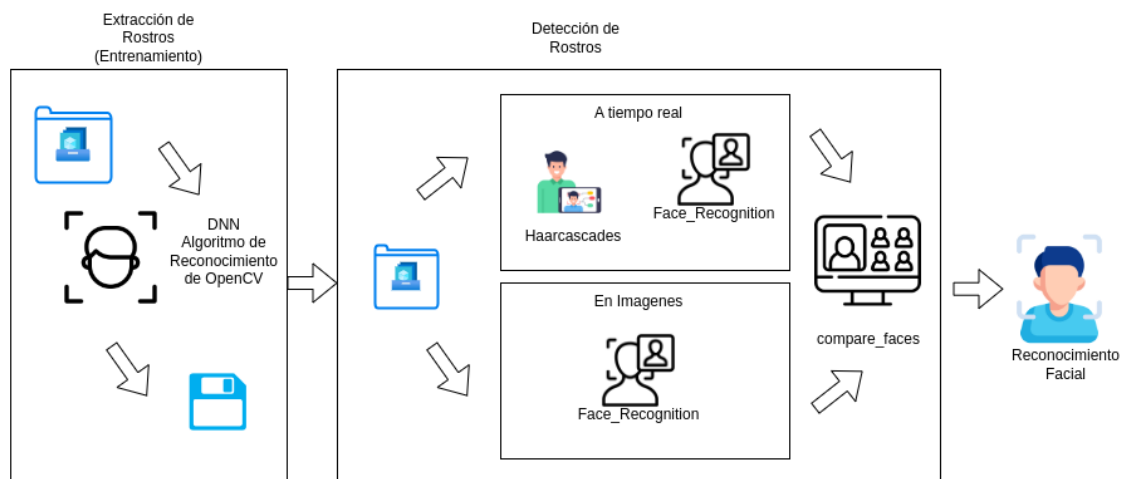 Extracción de
Rostros
(Entrenamiento)
Detección de
Rostros
DNN
Algoritmo de
Reconocimiento
de OpenCV
A tiempo real
Haarcascades
Face_Recognition
En Imagenes
Face_Recognition
compare_faces
Reconocimiento
Facial